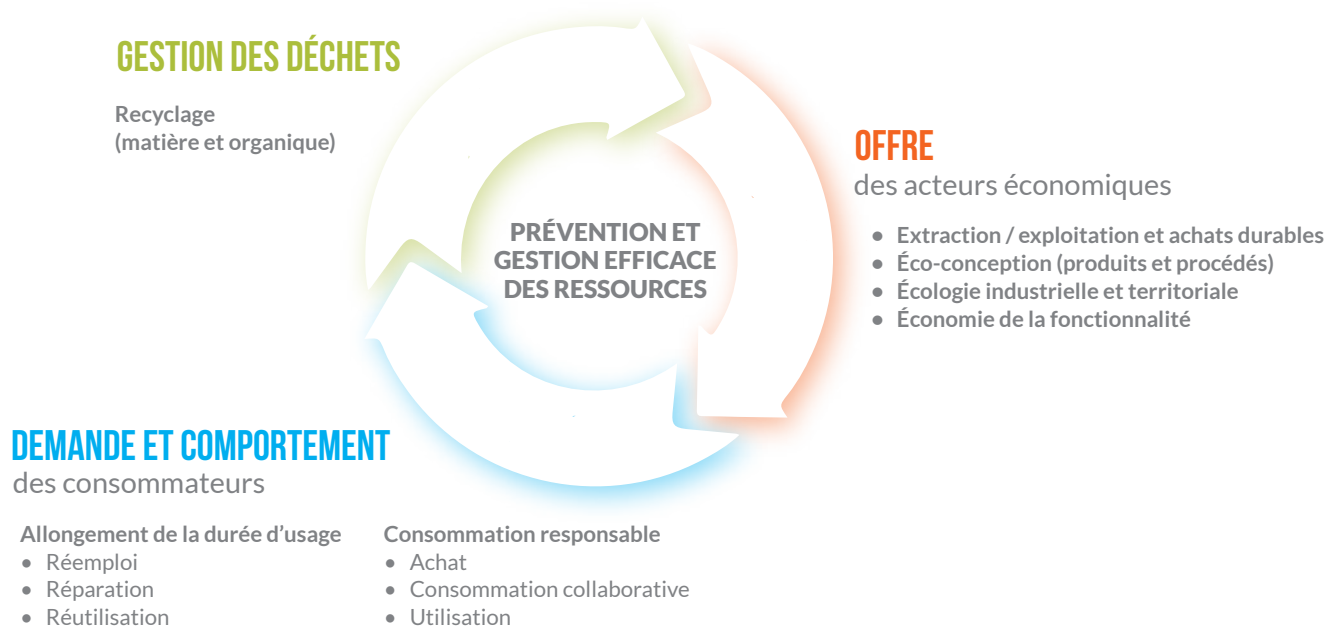 GESTION DES DÉCHETS
Recyclage
(matière et organique)
OFFRE
des acteurs économiques
• Extraction / exploitation et achats durables
• Éco-conception (produits et procédés)
• Écologie industrielle et territoriale
• Économie de la fonctionnalité
PRÉVENTION ET
GESTION EFFICACE
DES RESSOURCES
DEMANDE ET COMPORTEMENT
des consommateurs
Allongement de la durée d’usage
• Réemploi
• Réparation
• Réutilisation
Consommation responsable
• Achat
• Consommation collaborative
• Utilisation